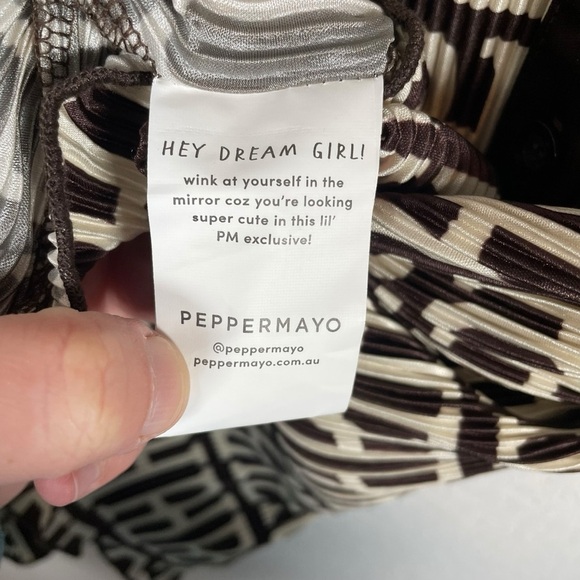 HEY DREAM GIRL!
wink at yourself in the
mirror coz you're looking
super cute in this lil'
PM exclusive!
PEPPERMAYO
@peppermayo
peppermayo.com.au